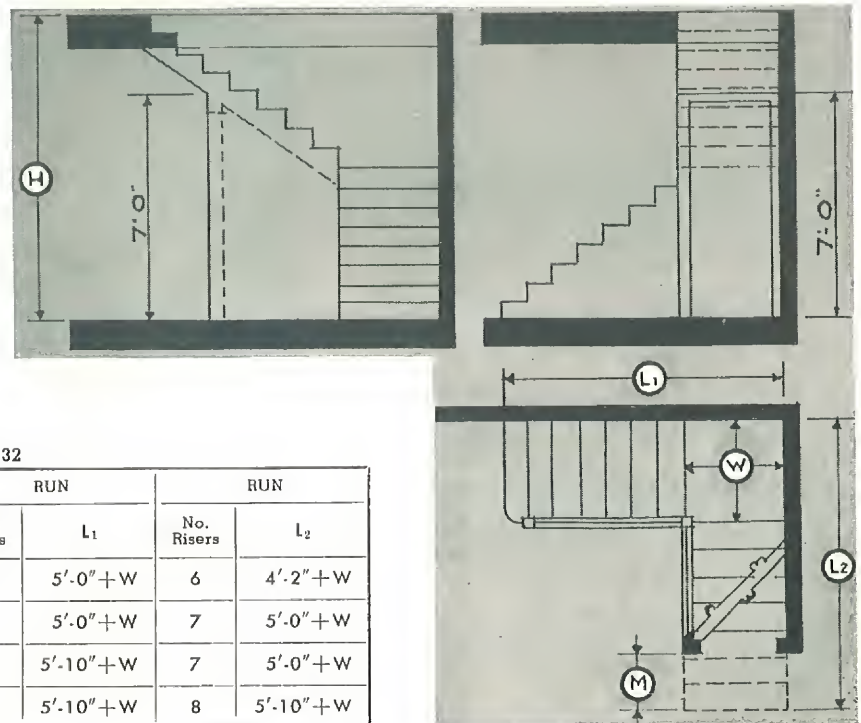 H
7'-0"
7'-0"
L1
W
L2
M
32
RUN RUN
s L1 No. Risers L2
5'-0"+W 6 4'-2"+W
5'-0"+W 7 5'-0"+W
5'-10"+W 7 5'-0"+W
5'-10"+W 8 5'-10"+W